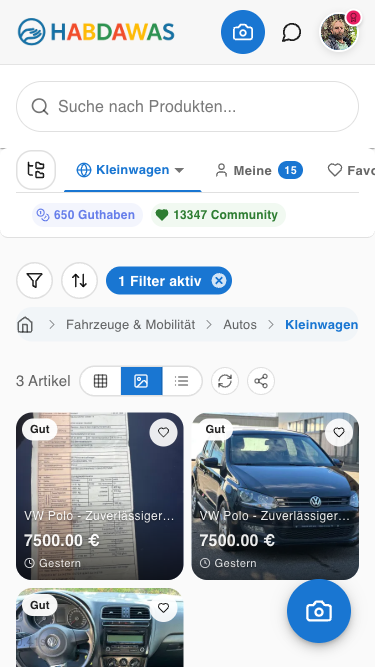 HABDAWAS
8
Suche nach Produkten...
Kleinwagen
Meine 15
Favo
650 Guthaben
13347 Community
1 Filter aktiv
Fahrzeuge & Mobilität
Autos
Kleinwagen
3 Artikel
Gut
VW Polo - Zuverlässiger...
7500.00 €
Gestern
Gut
VW Polo - Zuverlässiger...
7500.00 €
Gestern
Gut